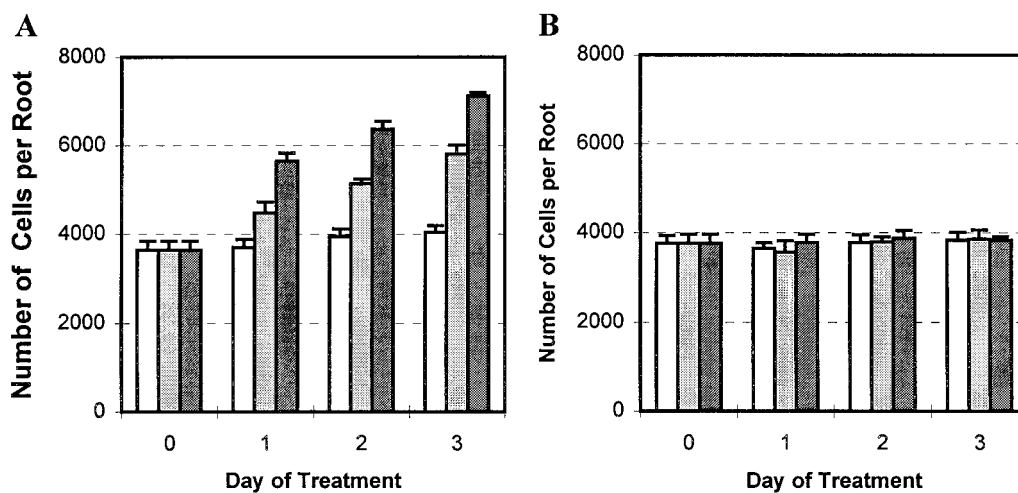 A
Number of Cells per Root
8000
6000
4000
2000
0
0 1 2 3
Day of Treatment
B
Number of Cells per Root
8000
6000
4000
2000
0
0 1 2 3
Day of Treatment